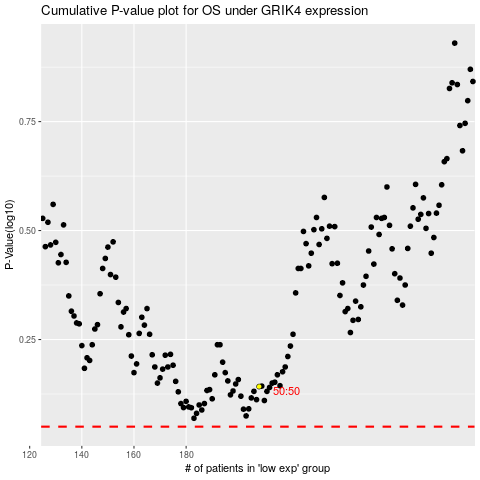 Cumulative P-value plot for OS under GRIK4 expression
P-Value(log10)
0.75
0.50
0.25
50:50
120 140 160 180
# of patients in 'low exp' group